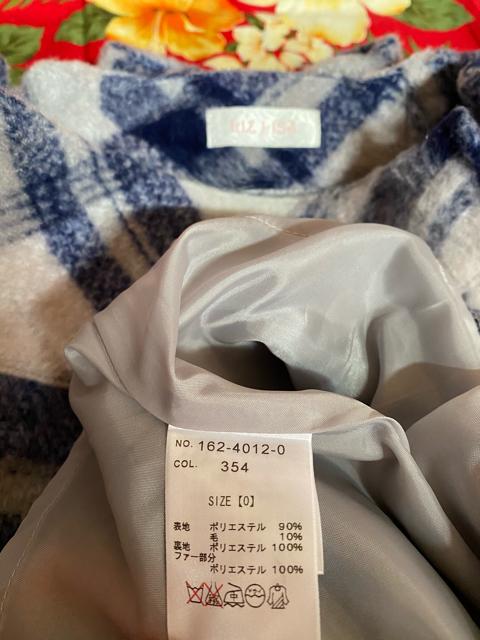 NO. 162-4012-0
COL. 354
SIZE【0】
表地 ポリエステル 90%
毛 10%
裏地 ポリエステル 100%
ファー部分
ポリエステル 100%